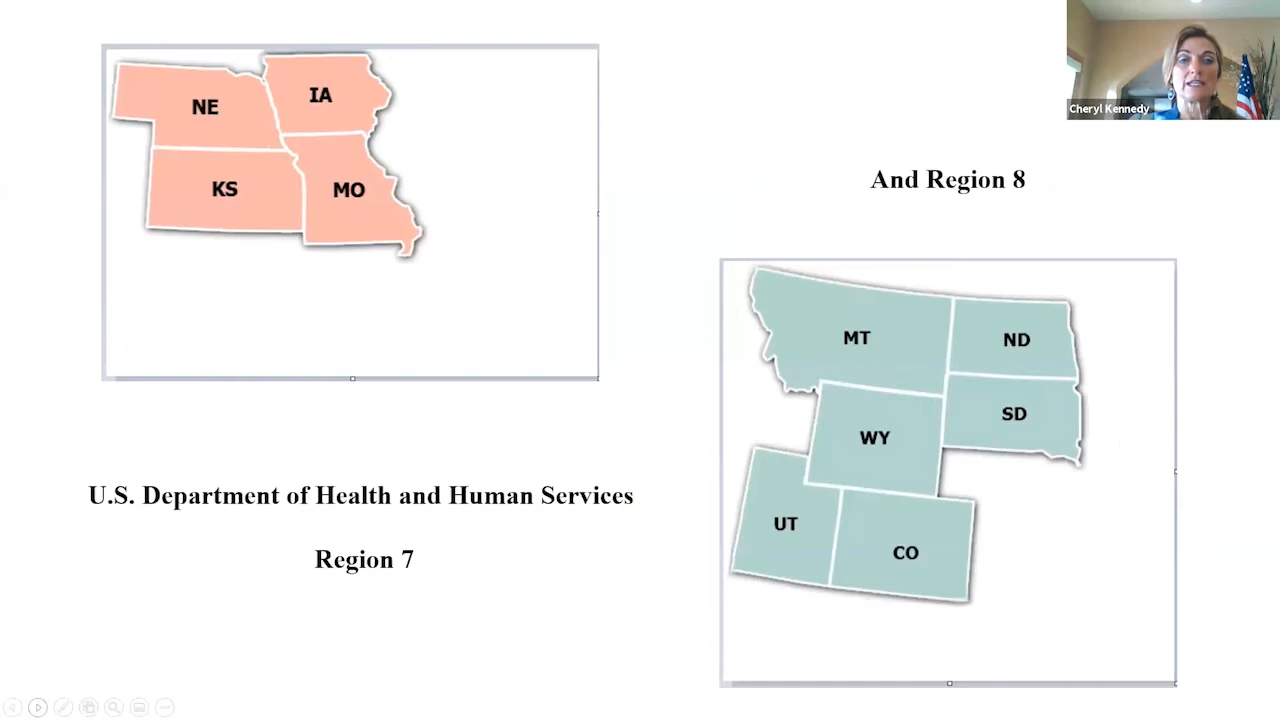 NE
IA
KS
MO
Cheryl Kennedy
And Region 8
MT
ND
SD
WY
UT
CO
U.S. Department of Health and Human Services
Region 7